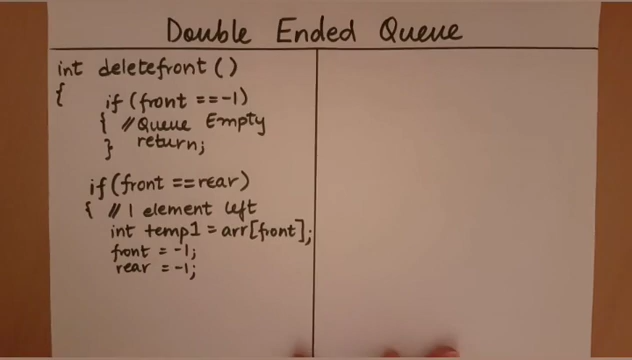 Double Ended Queue
int deletefront ()
{ if (front ==-1)
{ //Queue Empty
} return;
if (front ==rear)
{ // 1 element left
int temp1 = arr[front];
front = -1;
rear = -1;